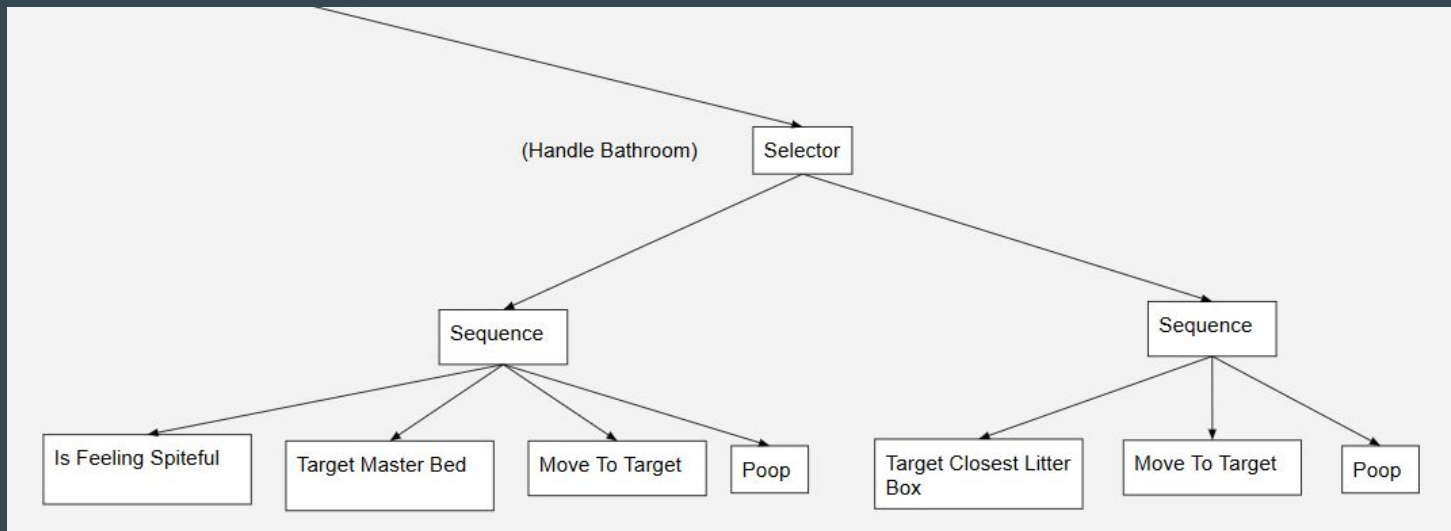 (Handle Bathroom)
Selector
Sequence
Sequence
Is Feeling Spiteful
Target Master Bed
Move To Target
Poop
Target Closest Litter
Box
Move To Target
Poop